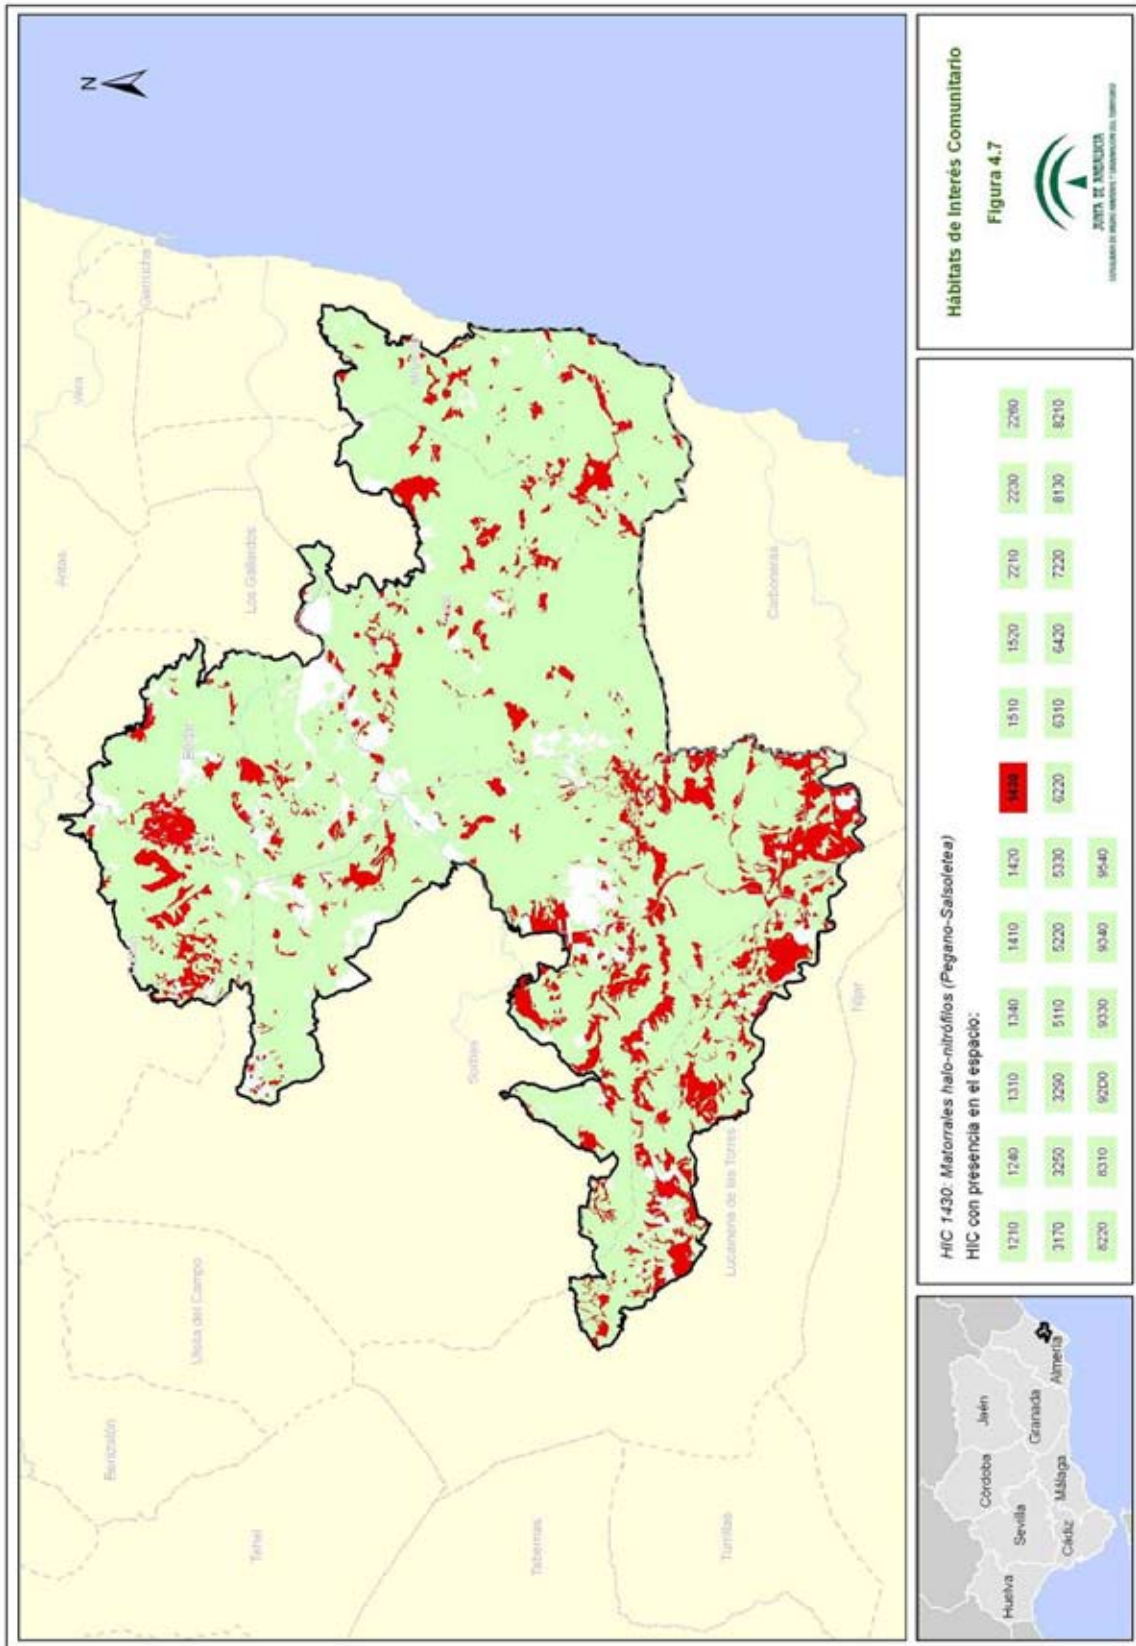 N
Antas
Vera
Garrucha
Los Gallardos
Bédar
Benizalón
Uleila del Campo
Tahal
Sorbas
Tabernas
Lucainena de las Torres
Turrillas
Carboneras
Níjar
Huelva
Sevilla
Córdoba
Jaén
Cádiz
Málaga
Granada
Almería
HIC 1430: Matorrales halo-nitrófilos (Pegano-Salsoletea)
HIC con presencia en el espacio:
1210 1240 1310 1340 1410 1420 1430 1510 1520 2210 2230 2260
3170 3250 3290 5110 5220 5330 6220 6310 6420 7220 8130 8210
8220 8310 92D0 9330 9340 9540
Hábitats de Interés Comunitario
Figura 4.7
JUNTA DE ANDALUCIA